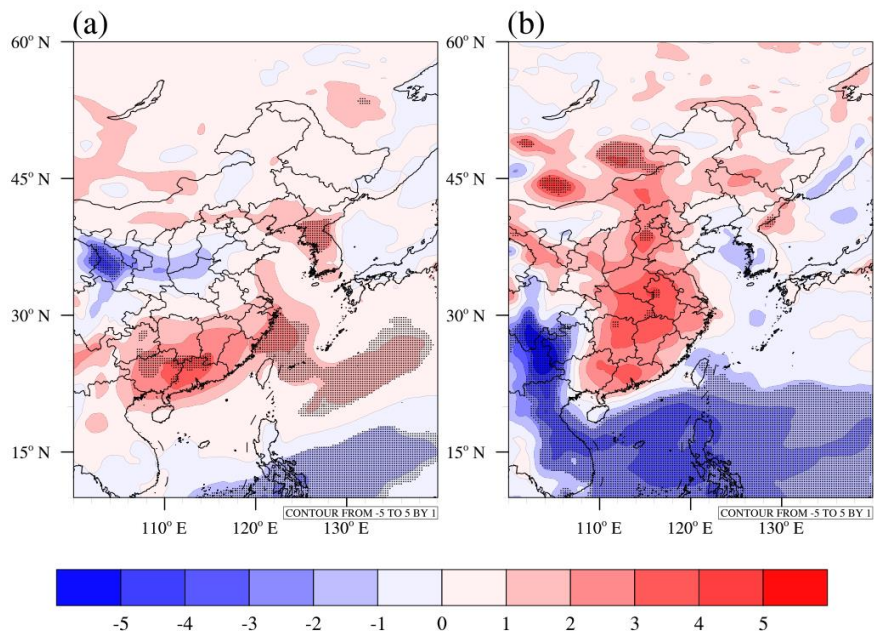 (a) (b)
60° N 60° N
45° N 45° N
30° N 30° N
15° N 15° N
CONTOUR FROM -5 TO 5 BY 1 CONTOUR FROM -5 TO 5 BY 1
110° E 120° E 130° E 110° E 120° E 130° E
-5 -4 -3 -2 -1 0 1 2 3 4 5